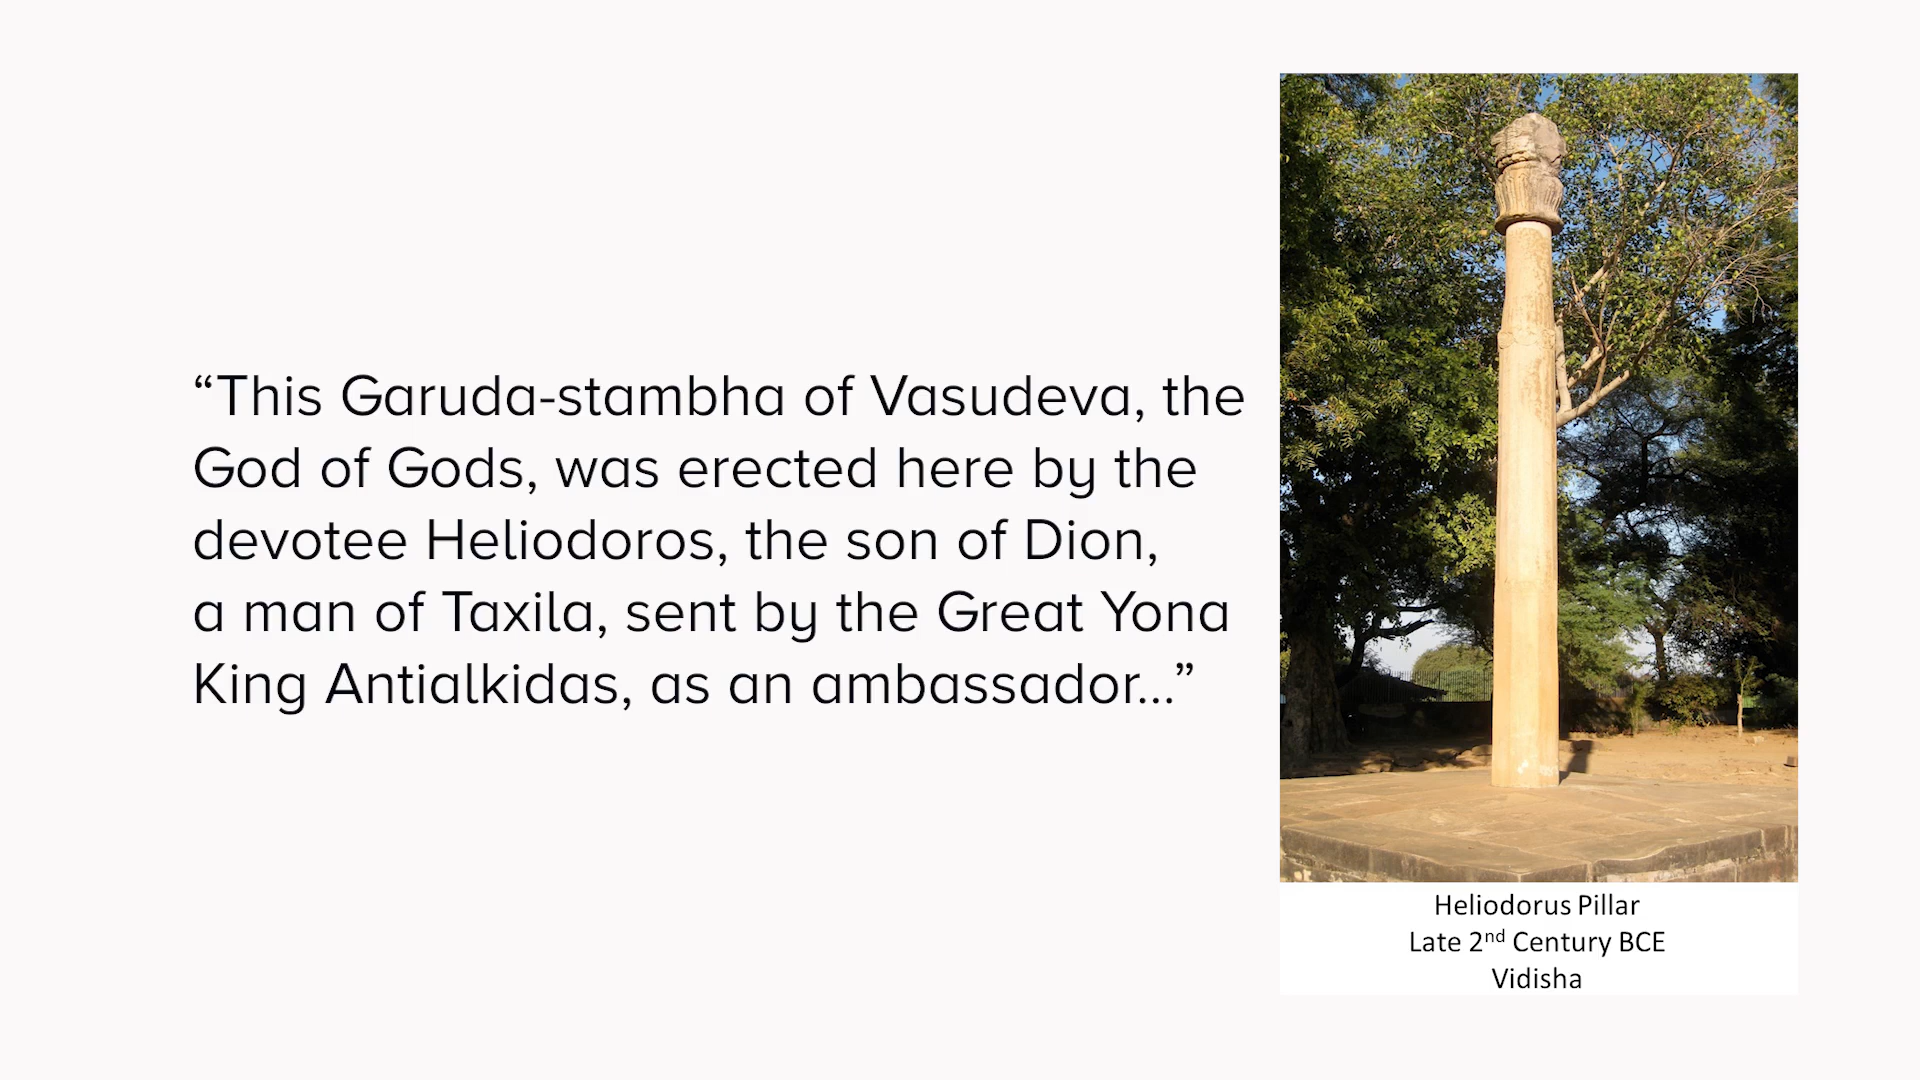 “This Garuda-stambha of Vasudeva, the
God of Gods, was erected here by the
devotee Heliodoros, the son of Dion,
a man of Taxila, sent by the Great Yona
King Antialkidas, as an ambassador...”
Heliodorus Pillar
Late 2nd Century BCE
Vidisha